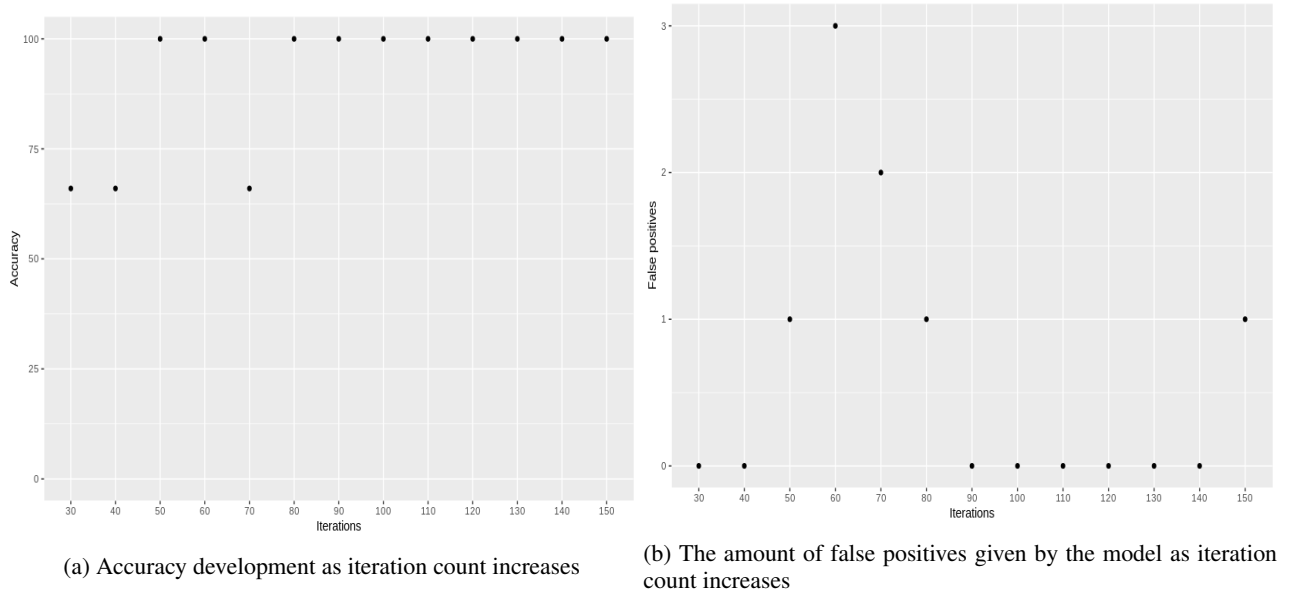 100
75
50
25
0
Accuracy
30 40 50 60 70 80 90 100 110 120 130 140 150
Iterations
(a) Accuracy development as iteration count increases
3
2
1
0
False positives
30 40 50 60 70 80 90 100 110 120 130 140 150
Iterations
(b) The amount of false positives given by the model as iteration
count increases